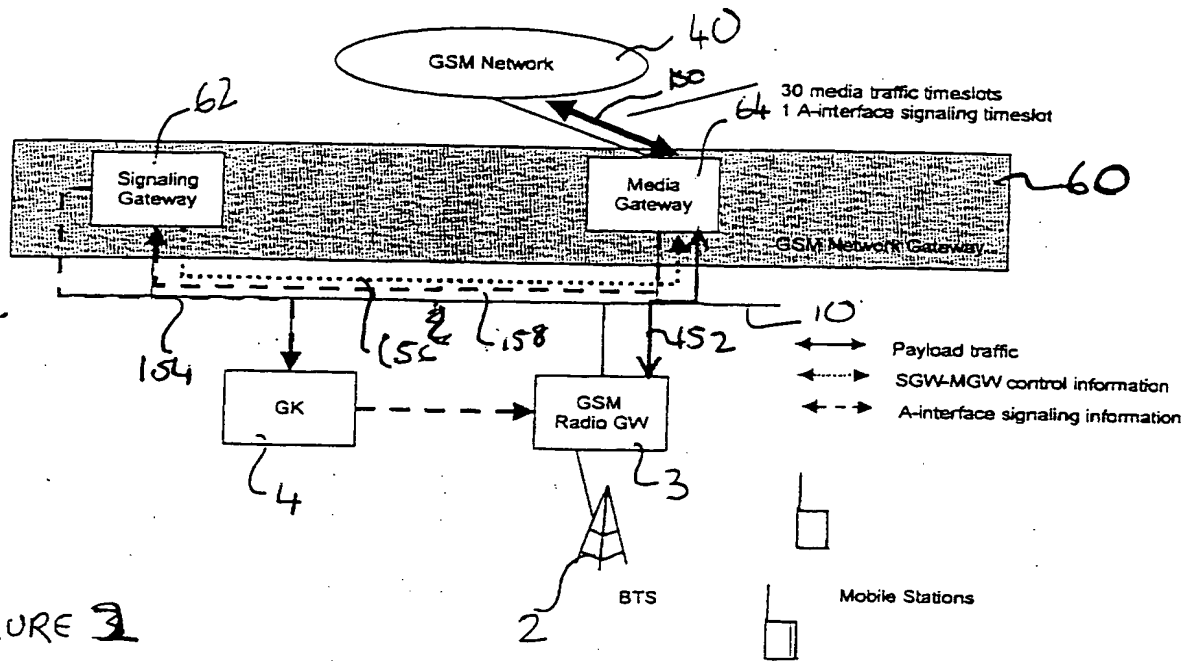 40
GSM Network
150
62
30 media traffic timeslots
64 1 A-interface signaling timeslot
Signaling
Gateway
Media
Gateway
60
GSM Network Gateway
10
154
158
152
Payload traffic
SGW-MGW control information
A-interface signaling information
GK
GSM
Radio GW
4
3
2
BTS
Mobile Stations
URE